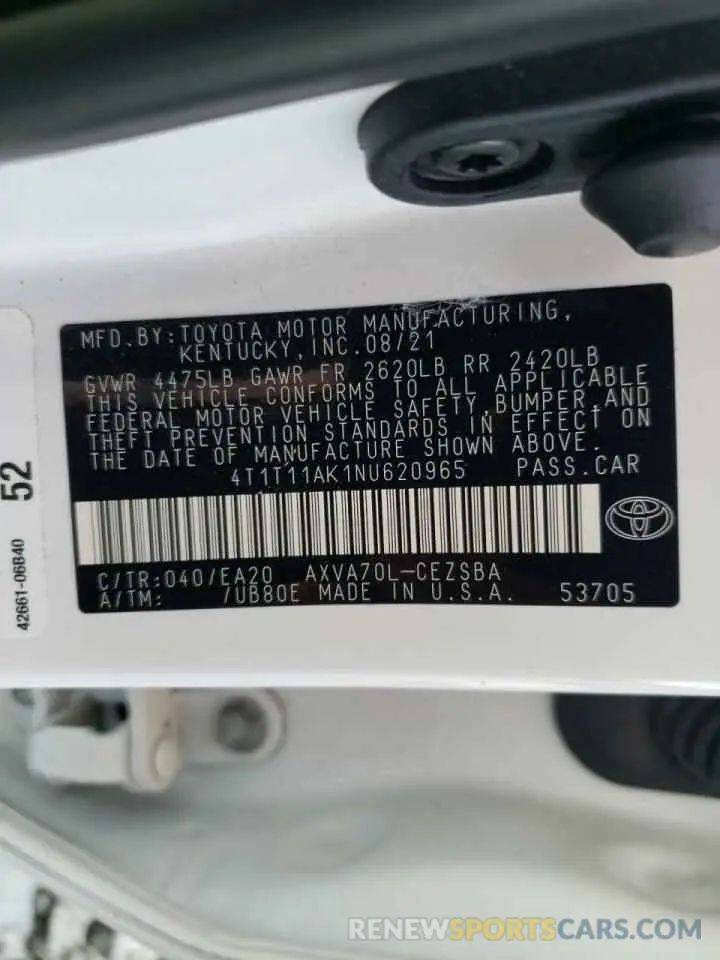 MFD. BY: TOYOTA MOTOR MANUFACTURING,
KENTUCKY, INC. 08/21
GVWR 4475LB GAWR FR 2620LB RR 2420LB
THIS VEHICLE CONFORMS TO ALL APPLICABLE
FEDERAL MOTOR VEHICLE SAFETY, BUMPER, AND
THEFT PREVENTION STANDARDS IN EFFECT ON
THE DATE OF MANUFACTURE SHOWN ABOVE.
4T1T11AK1NU620965 PASS. CAR
C/TR: 040/EA20 AXVA70L-CEZSBA
A/TM: /UB80E MADE IN U.S.A. 53705
52
42661-06B40
RENEWSPORTSCARS.COM